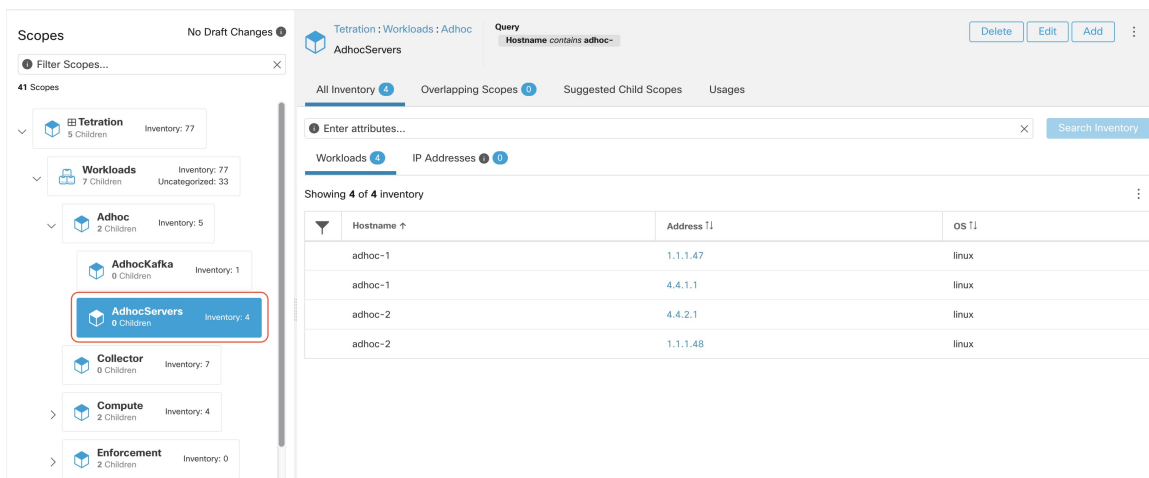 Scopes
No Draft Changes
Filter Scopes...
41 Scopes
Tetration
5 Children
Inventory: 77
Workloads
7 Children
Inventory: 77
Uncategorized: 33
Adhoc
2 Children
Inventory: 5
AdhocKafka
0 Children
Inventory: 1
AdhocServers
0 Children
Inventory: 4
Collector
0 Children
Inventory: 7
Compute
2 Children
Inventory: 4
Enforcement
2 Children
Inventory: 0
Tetration : Workloads : Adhoc
AdhocServers
Query
Hostname contains adhoc-
Delete Edit Add
All Inventory 4 Overlapping Scopes 0 Suggested Child Scopes Usages
Enter attributes...
Search Inventory
Workloads 4 IP Addresses 0
Showing 4 of 4 inventory
Hostname ↑ Address ↑↓ OS ↑↓
adhoc-1 1.1.1.47 linux
adhoc-1 4.4.1.1 linux
adhoc-2 4.4.2.1 linux
adhoc-2 1.1.1.48 linux